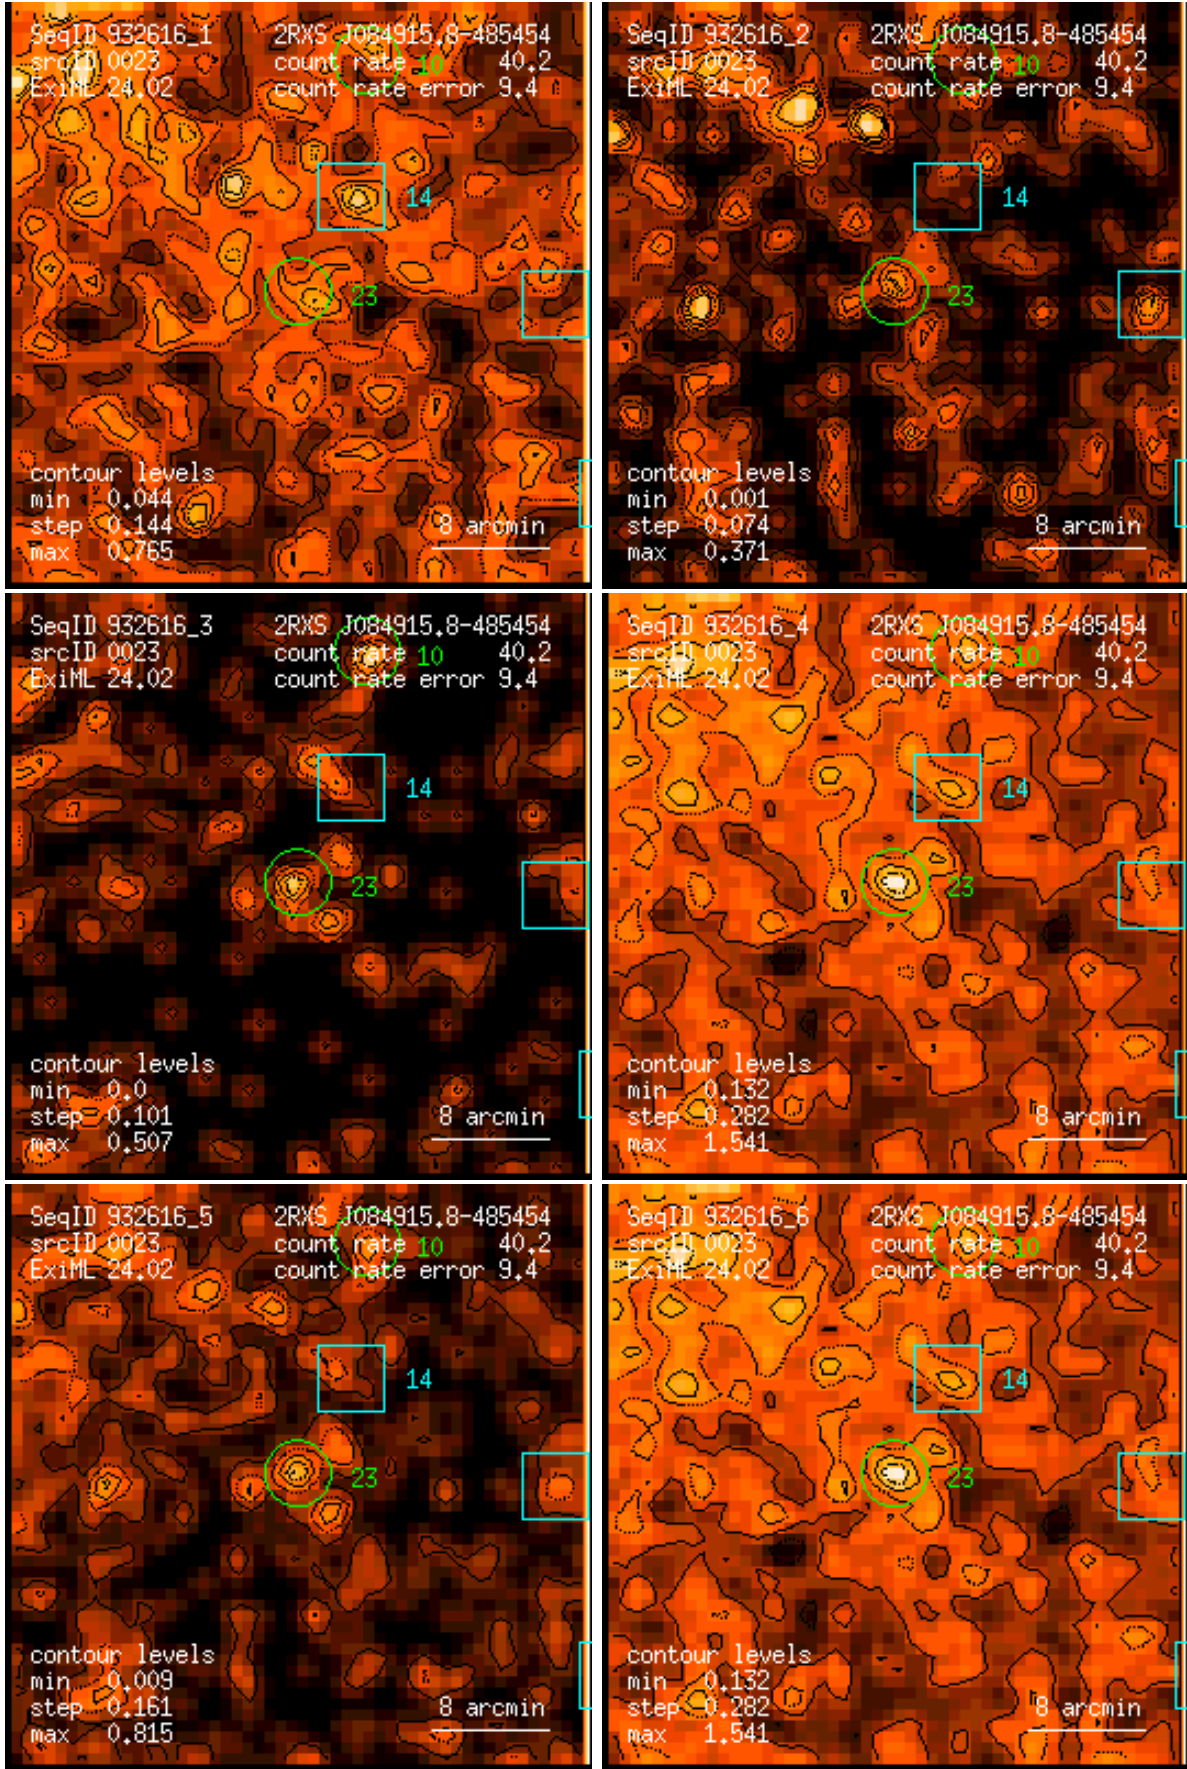 SeqID 932616_1 2RXS J084915.8-485454
srcID 0023 count rate 10 40.2
ExiML 24.02 count rate error 9.4
14
23
contour levels
min 0.044
step 0.144 8 arcmin
max 0.765
SeqID 932616_2 2RXS J084915.8-485454
srcID 0023 count rate 10 40.2
ExiML 24.02 count rate error 9.4
14
23
contour levels
min 0.001
step 0.074 8 arcmin
max 0.371
SeqID 932616_3 2RXS J084915.8-485454
srcID 0023 count rate 10 40.2
ExiML 24.02 count rate error 9.4
14
23
contour levels
min 0.0
step 0.101 8 arcmin
max 0.507
SeqID 932616_4 2RXS J084915.8-485454
srcID 0023 count rate 10 40.2
ExiML 24.02 count rate error 9.4
14
23
contour levels
min 0.132
step 0.282 8 arcmin
max 1.541
SeqID 932616_5 2RXS J084915.8-485454
srcID 0023 count rate 10 40.2
ExiML 24.02 count rate error 9.4
14
23
contour levels
min 0.009
step 0.161 8 arcmin
max 0.815
SeqID 932616_6 2RXS J084915.8-485454
srcID 0023 count rate 10 40.2
ExiML 24.02 count rate error 9.4
14
23
contour levels
min 0.132
step 0.282 8 arcmin
max 1.541